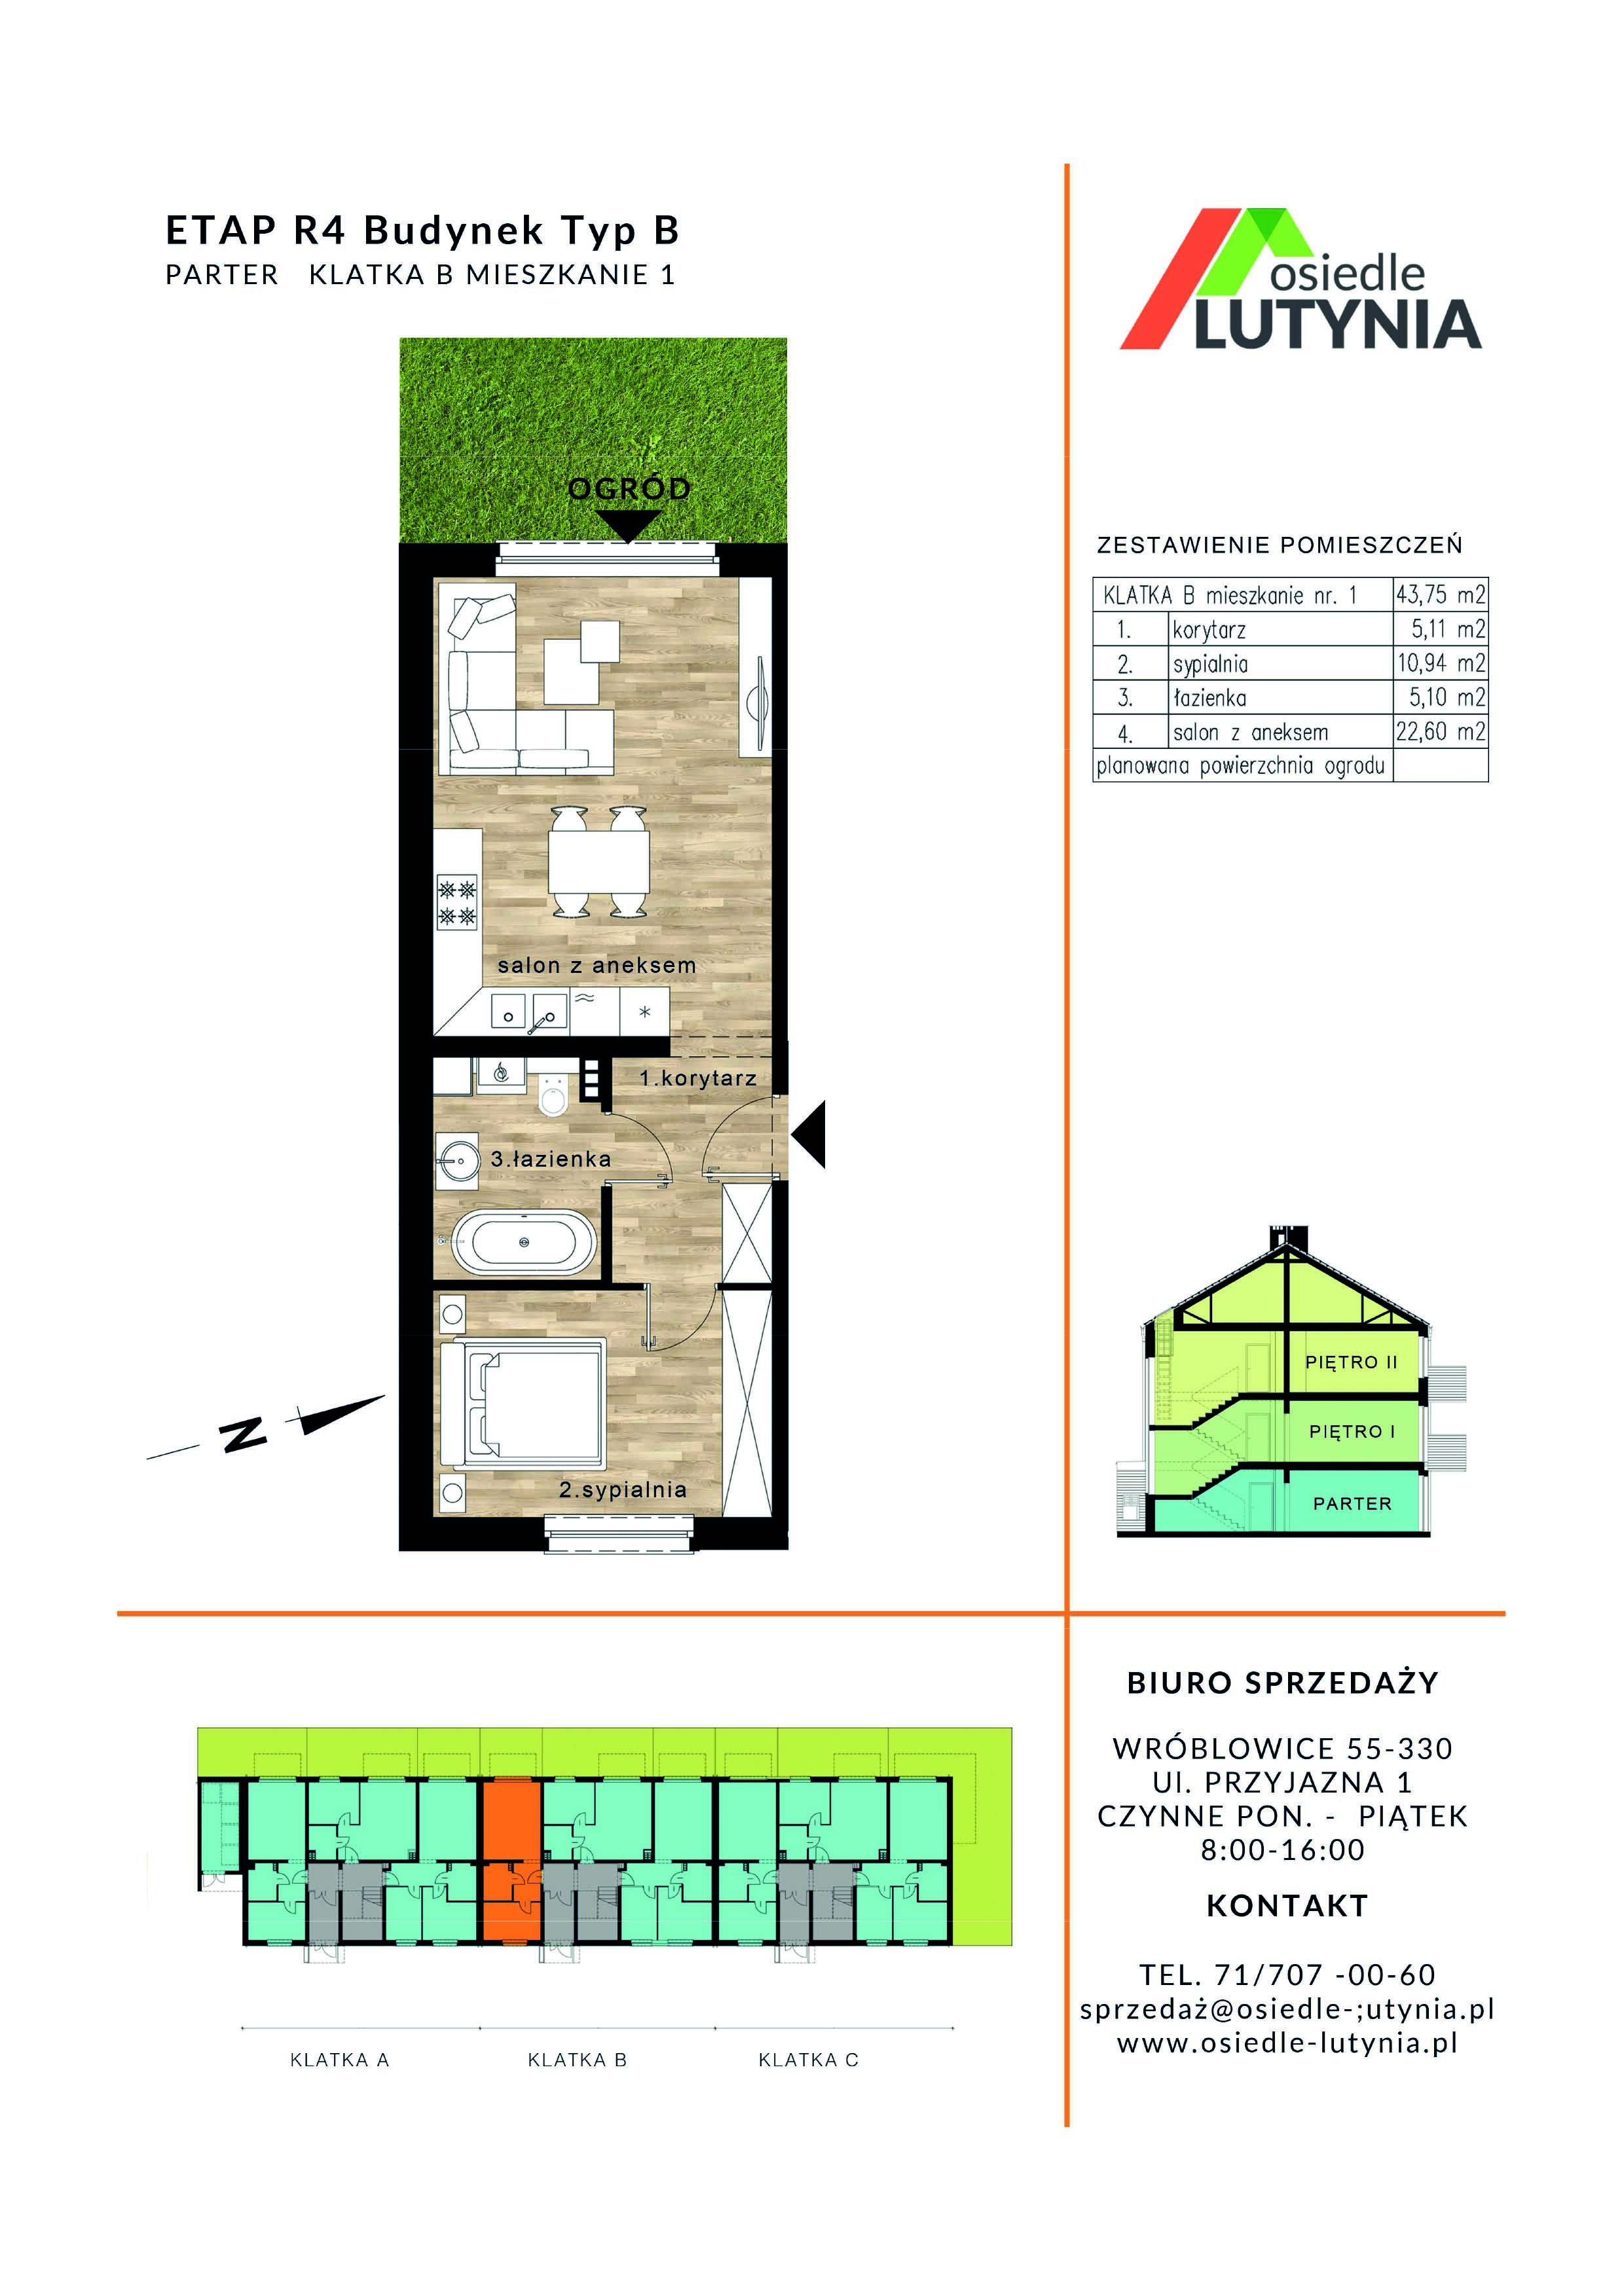 ETAP R4 Budynek Typ B
PARTER KLATKA B MIESZKANIE 1
osiedle
LUTYNIA
OGRÓD
salon z aneksem
1.korytarz
3.łazienka
2.sypialnia
N
ZESTAWIENIE POMIESZCZEŃ
KLATKA B mieszkanie nr. 1 43,75 m2
1. korytarz 5,11 m2
2. sypialnia 10,94 m2
3. łazienka 5,10 m2
4. salon z aneksem 22,60 m2
planowana powierzchnia ogrodu
PIĘTRO II
PIĘTRO I
PARTER
KLATKA A
KLATKA B
KLATKA C
BIURO SPRZEDAŻY
WRÓBLOWICE 55-330
Ul. PRZYJAZNA 1
CZYNNE PON. - PIĄTEK
8:00-16:00
KONTAKT
TEL. 71/707 -00-60
sprzedaż@osiedle-;utynia.pl
www.osiedle-lutynia.pl